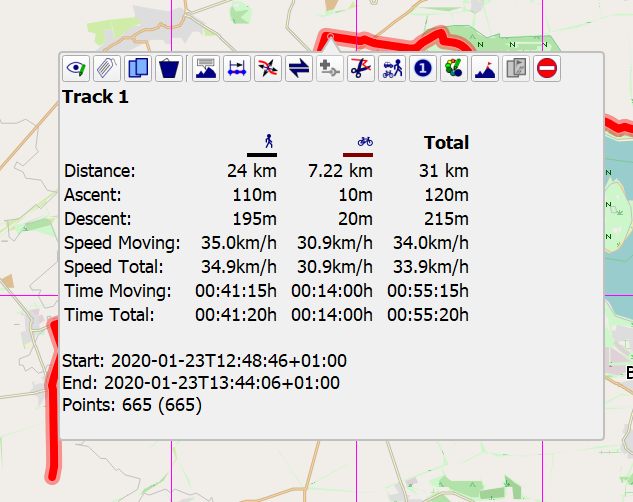 N
N
N
Track 1
Total
Distance: 24 km 7.22 km 31 km
Ascent: 110m 10m 120m
Descent: 195m 20m 215m
Speed Moving: 35.0km/h 30.9km/h 34.0km/h
Speed Total: 34.9km/h 30.9km/h 33.9km/h
Time Moving: 00:41:15h 00:14:00h 00:55:15h
Time Total: 00:41:20h 00:14:00h 00:55:20h
Start: 2020-01-23T12:48:46+01:00
End: 2020-01-23T13:44:06+01:00
Points: 665 (665)